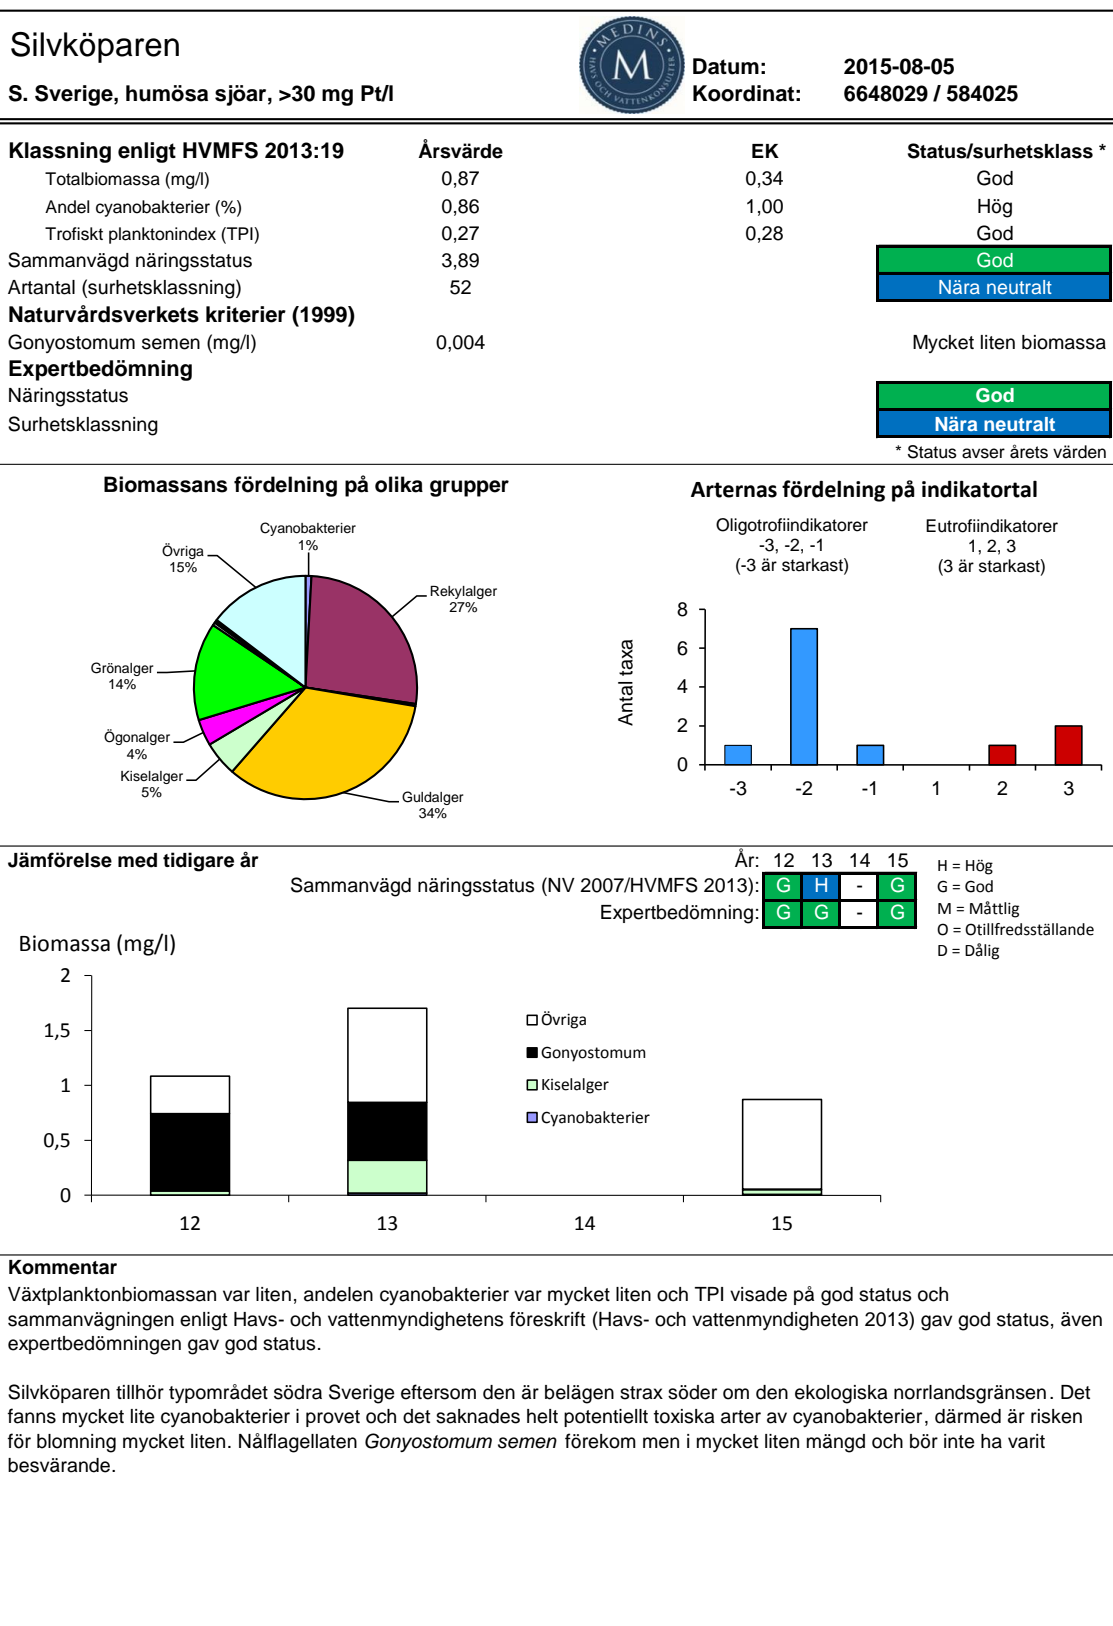 Silvköparen
S. Sverige, humösa sjöar, >30 mg Pt/l
MEDINS
M
HAVS OCH VATTENKONSULTER
Datum: 2015-08-05
Koordinat: 6648029 / 584025
Klassning enligt HVMFS 2013:19 Årsvärde EK Status/surhetsklass *
Totalbiomassa (mg/l) 0,87 0,34 God
Andel cyanobakterier (%) 0,86 1,00 Hög
Trofiskt planktonindex (TPI) 0,27 0,28 God
Sammanvägd näringsstatus 3,89 God
Artantal (surhetsklassning) 52 Nära neutralt
Naturvårdsverkets kriterier (1999)
Gonyostomum semen (mg/l) 0,004 Mycket liten biomassa
Expertbedömning
Näringsstatus God
Surhetsklassning Nära neutralt
* Status avser årets värden
Biomassans fördelning på olika grupper
Cyanobakterier
1%
Övriga
15%
Rekylalger
27%
Grönalger
14%
Ögonalger
4%
Kiselalger
5%
Guldalger
34%
Arternas fördelning på indikatortal
Oligotrofiindikatorer Eutrofiindikatorer
-3, -2, -1 1, 2, 3
(-3 är starkast) (3 är starkast)
Antal taxa
8
6
4
2
0
-3 -2 -1 1 2 3
Jämförelse med tidigare år
År: 12 13 14 15
Sammanvägd näringsstatus (NV 2007/HVMFS 2013): G H - G
Expertbedömning: G G - G
H = Hög
G = God
M = Måttlig
O = Otillfredsställande
D = Dålig
Biomassa (mg/l)
2
1,5
1
0,5
0
12 13 14 15
Övriga
Gonyostomum
Kiselalger
Cyanobakterier
Kommentar
Växtplanktonbiomassan var liten, andelen cyanobakterier var mycket liten och TPI visade på god status och
sammanvägningen enligt Havs- och vattenmyndighetens föreskrift (Havs- och vattenmyndigheten 2013) gav god status, även
expertbedömningen gav god status.
Silvköparen tillhör typområdet södra Sverige eftersom den är belägen strax söder om den ekologiska norrlandsgränsen. Det
fanns mycket lite cyanobakterier i provet och det saknades helt potentiellt toxiska arter av cyanobakterier, därmed är risken
för blomning mycket liten. Nålflagellaten Gonyostomum semen förekom men i mycket liten mängd och bör inte ha varit
besvärande.